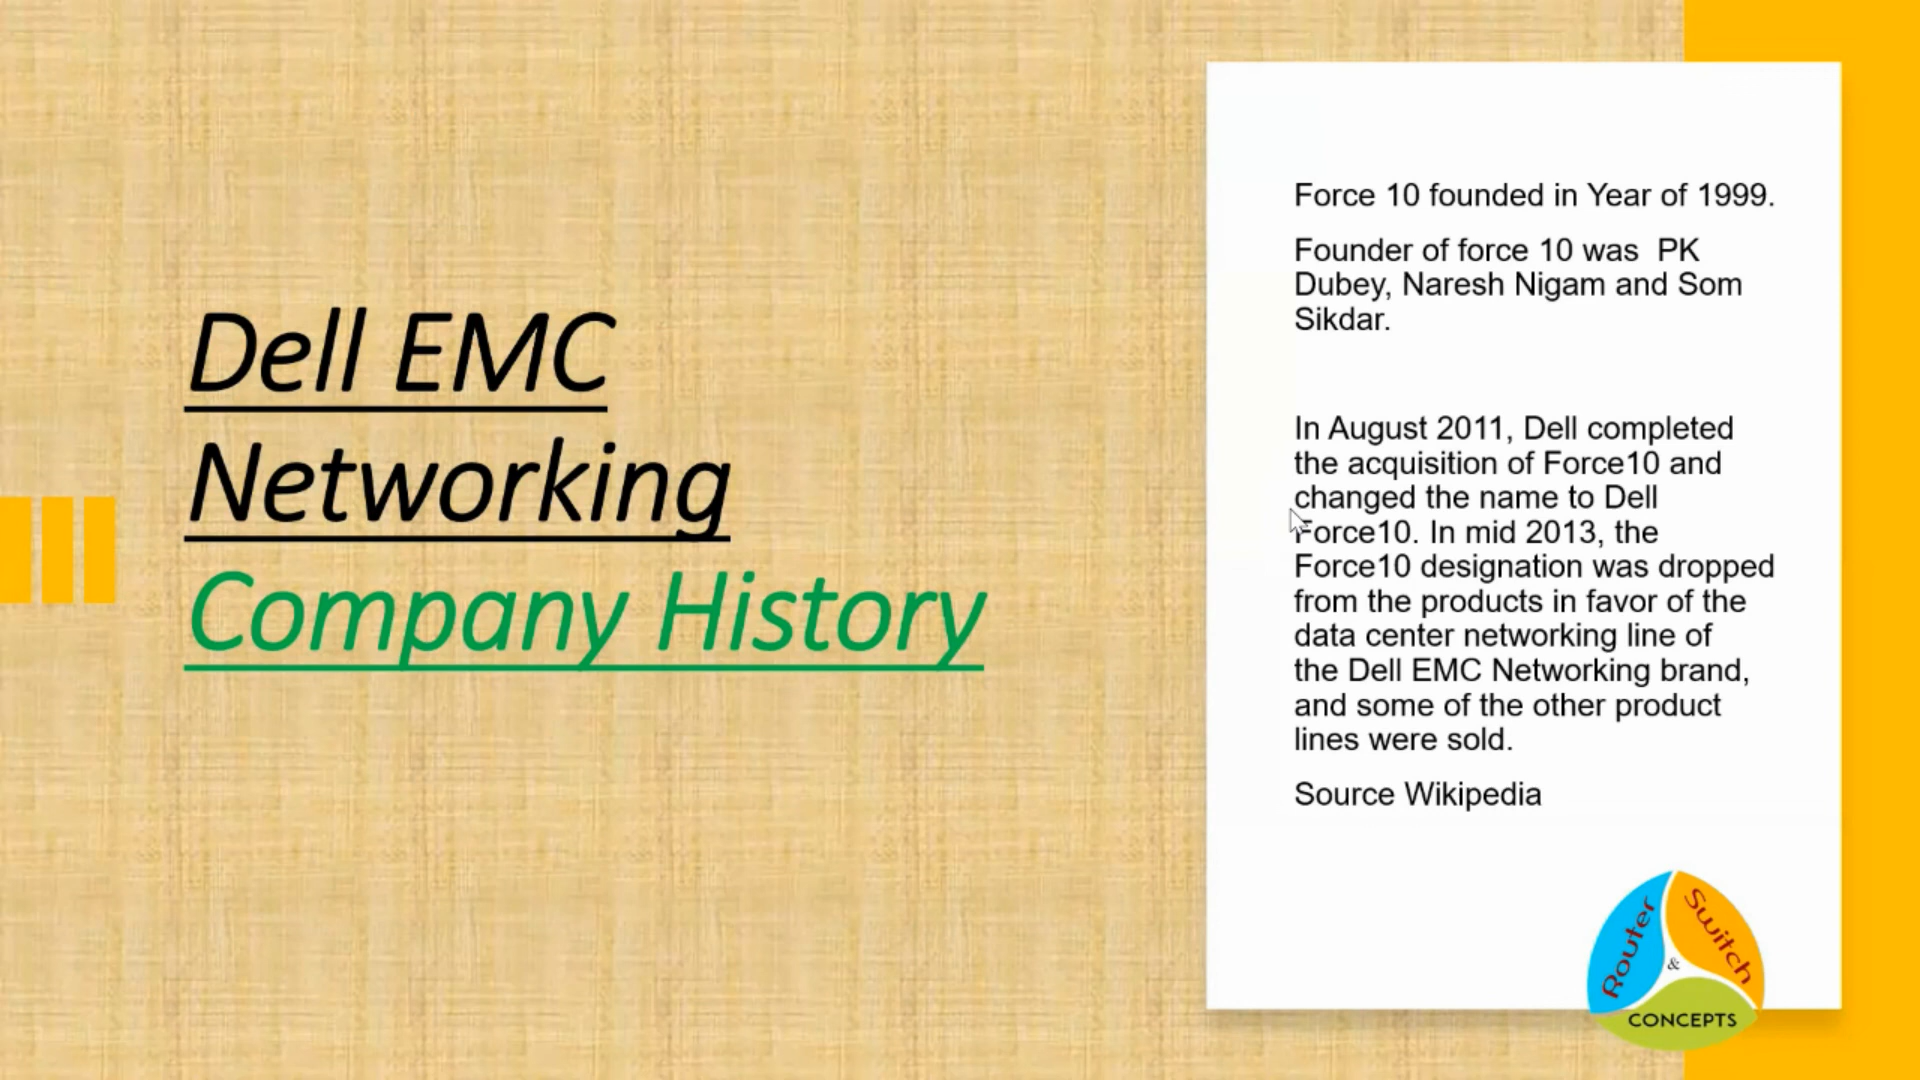 Dell EMC
Networking
Company History
Force 10 founded in Year of 1999.
Founder of force 10 was  PK
Dubey, Naresh Nigam and Som
Sikdar.
In August 2011, Dell completed
the acquisition of Force10 and
changed the name to Dell
Force10. In mid 2013, the
Force10 designation was dropped
from the products in favor of the
data center networking line of
the Dell EMC Networking brand,
and some of the other product
lines were sold.
Source Wikipedia
Router
&
Switch
CONCEPTS